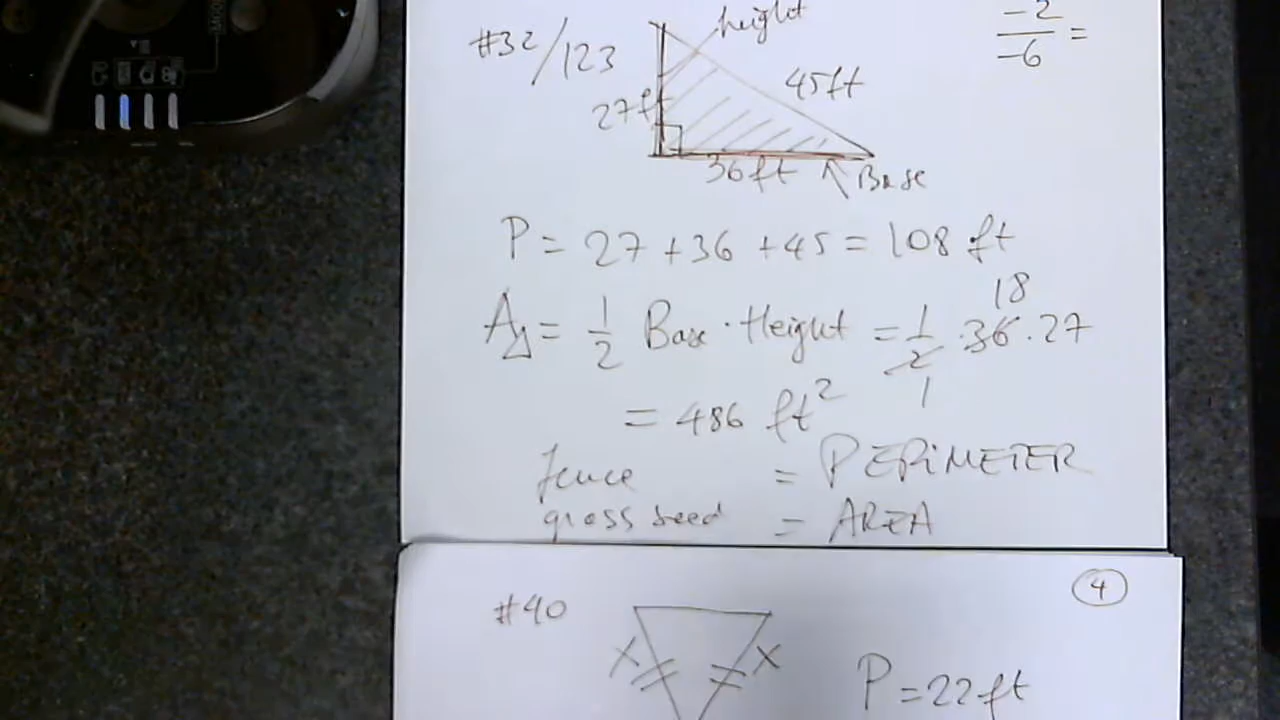 height
-2
-6 =
#32/123
45ft
27ft
36ft
Base
P = 27 + 36 + 45 = 108 ft
18
A△ = 1/2 Base · Height = 1/2 · 36 · 27
1
= 486 ft²
fence = PERIMETER
grass seed = AREA
4
#40
X X
P = 22 ft